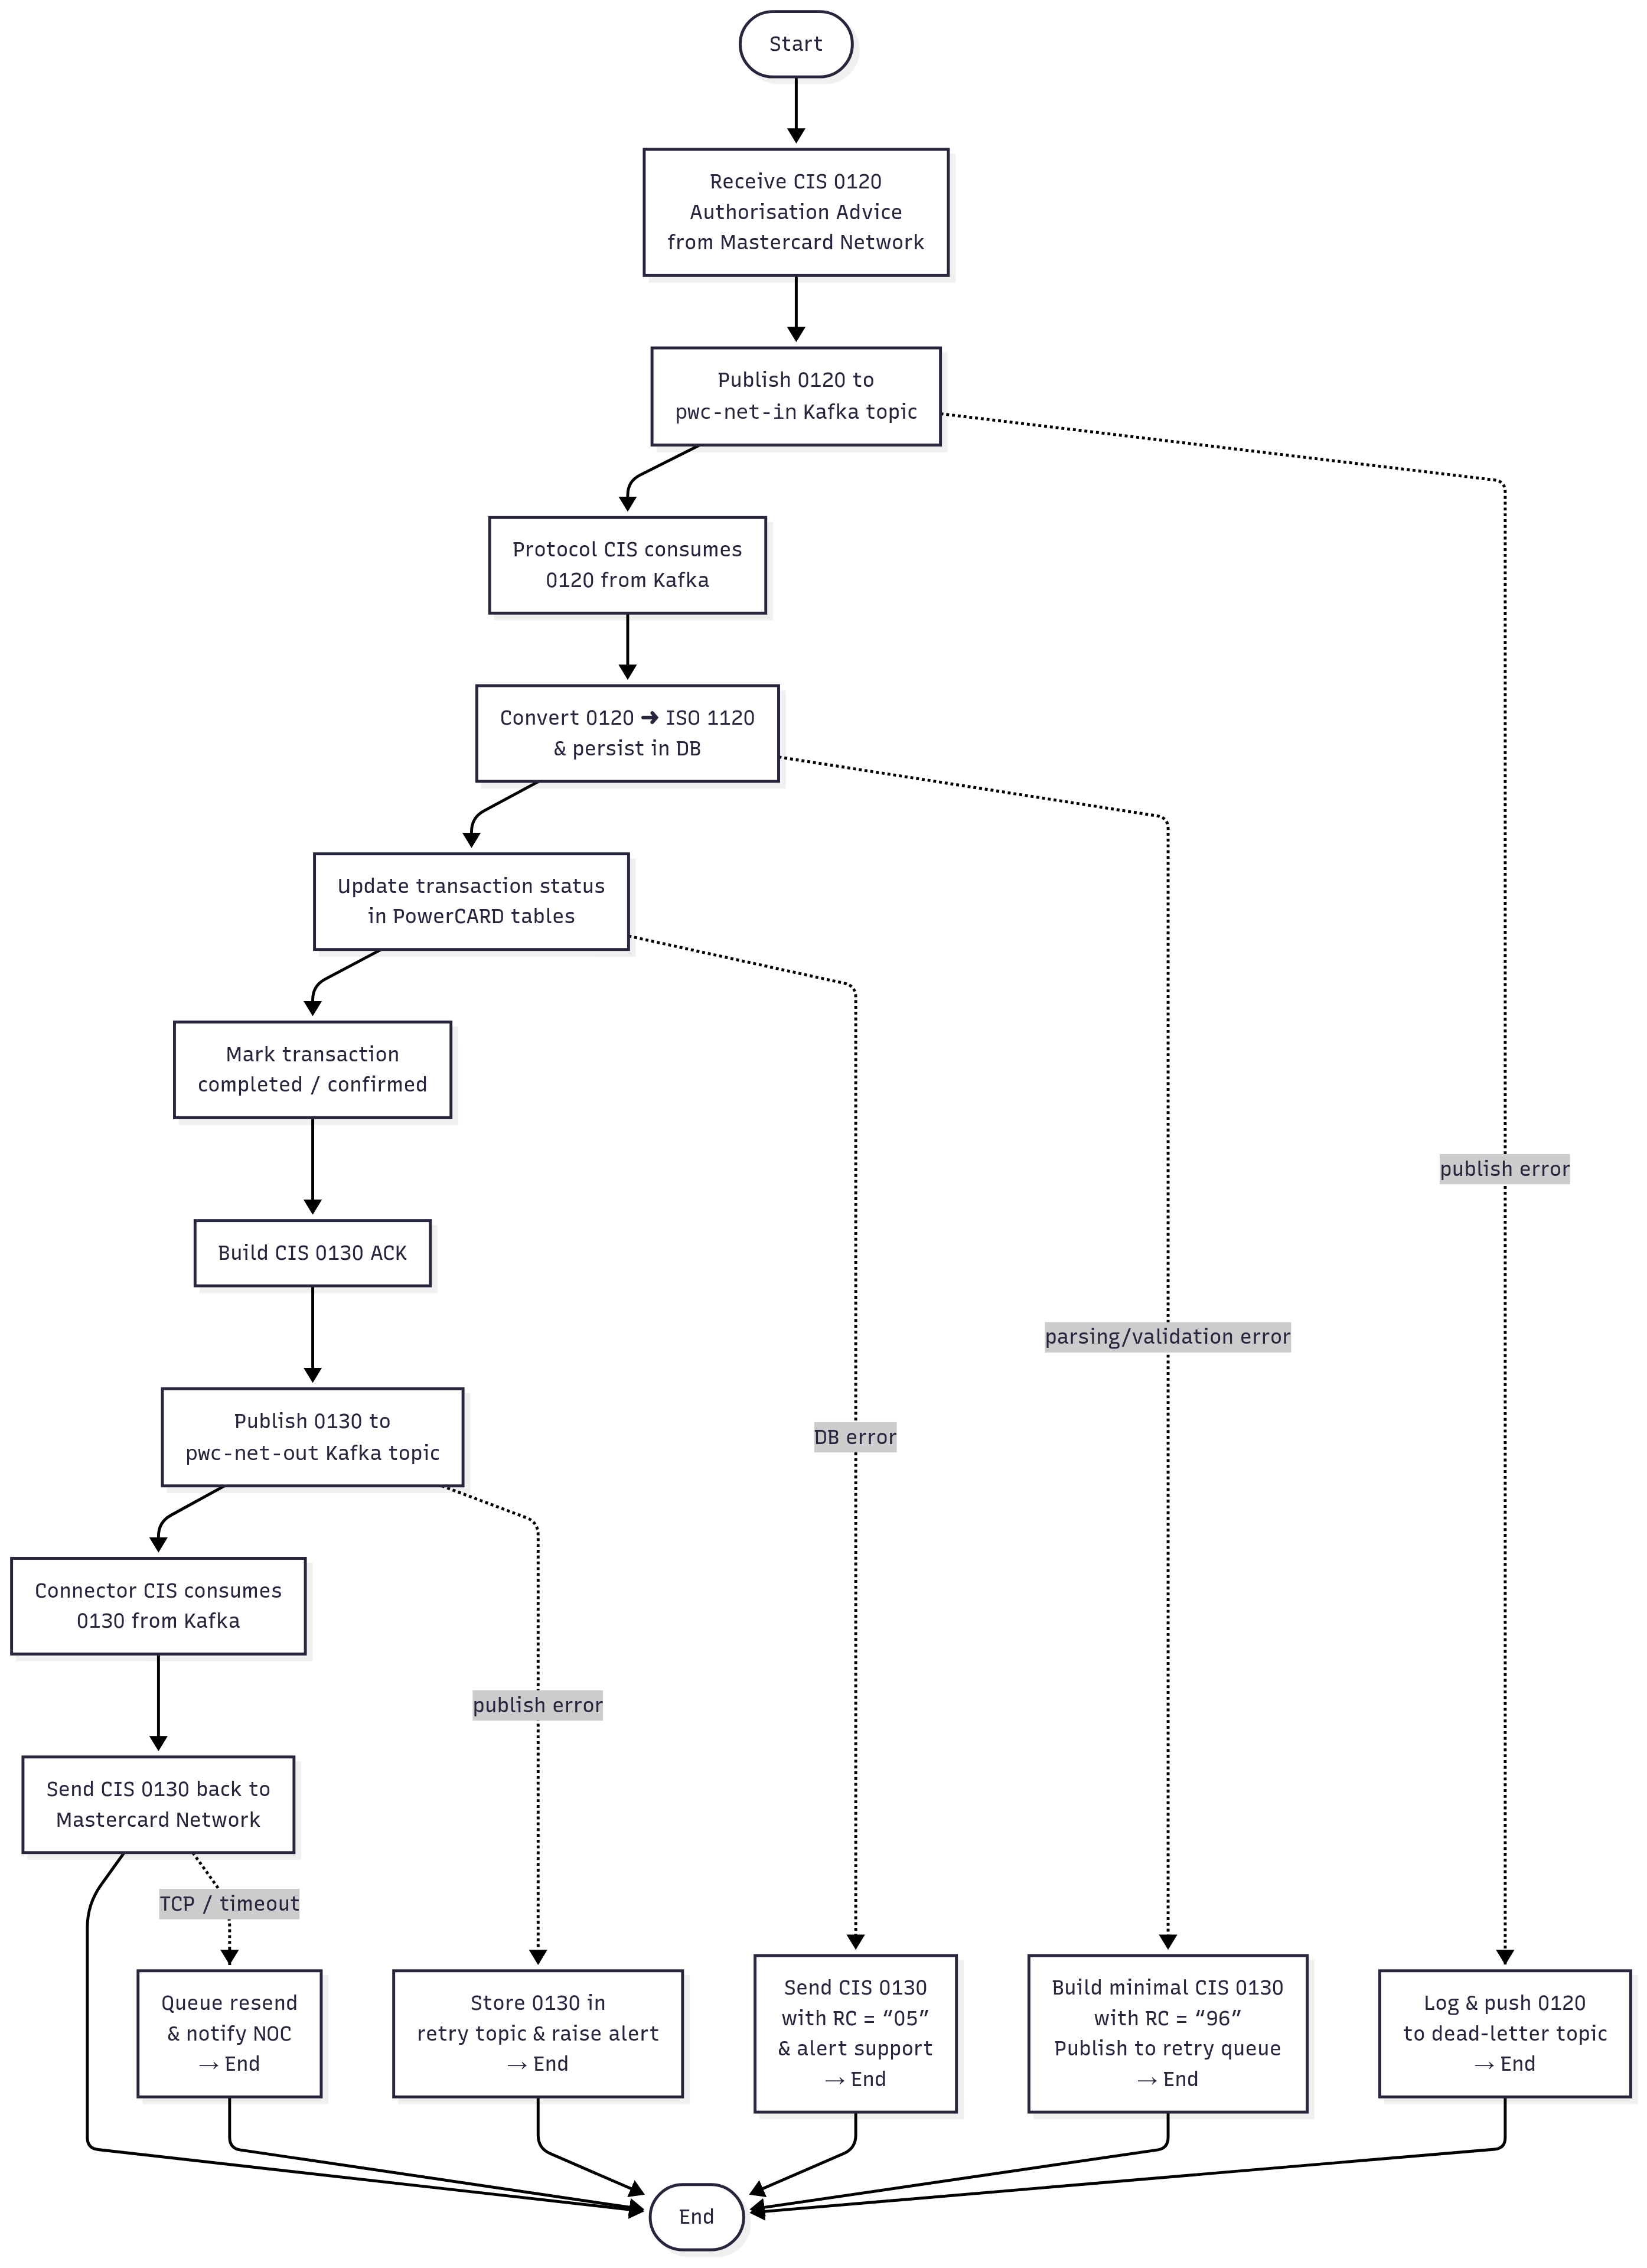 Start
Receive CIS 0120
Authorisation Advice
from Mastercard Network
Publish 0120 to
pwc-net-in Kafka topic
Protocol CIS consumes
0120 from Kafka
Convert 0120 ➜ ISO 1120
& persist in DB
Update transaction status
in PowerCARD tables
Mark transaction
completed / confirmed
publish error
Build CIS 0130 ACK
parsing/validation error
Publish 0130 to
pwc-net-out Kafka topic
DB error
Connector CIS consumes
0130 from Kafka
publish error
Send CIS 0130 back to
Mastercard Network
TCP / timeout
Queue resend
& notify NOC
→ End
Store 0130 in
retry topic & raise alert
→ End
Send CIS 0130
with RC = “05”
& alert support
→ End
Build minimal CIS 0130
with RC = “96”
Publish to retry queue
→ End
Log & push 0120
to dead-letter topic
→ End
End